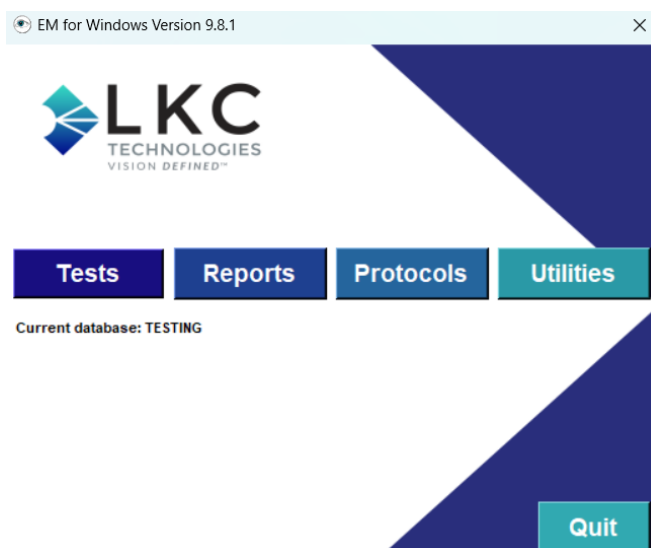 EM for Windows Version 9.8.1
LKC
TECHNOLOGIES
VISION DEFINED™
Tests Reports Protocols Utilities
Current database: TESTING
Quit